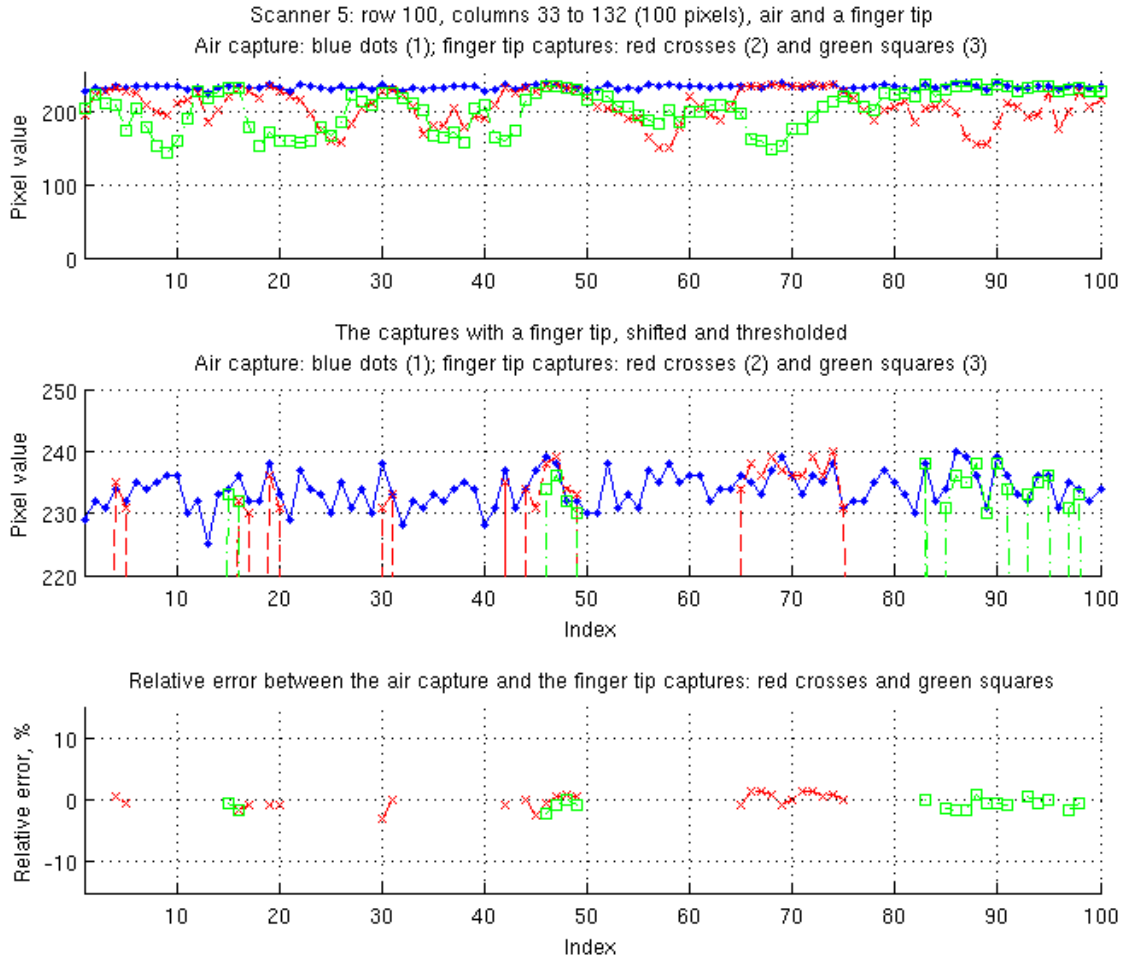 Scanner 5: row 100, columns 33 to 132 (100 pixels), air and a finger tip
Air capture: blue dots (1); finger tip captures: red crosses (2) and green squares (3)
Pixel value
200
100
0
10 20 30 40 50 60 70 80 90 100
The captures with a finger tip, shifted and thresholded
Air capture: blue dots (1); finger tip captures: red crosses (2) and green squares (3)
Pixel value
250
240
230
220
10 20 30 40 50 60 70 80 90 100
Index
Relative error between the air capture and the finger tip captures: red crosses and green squares
Relative error, %
10
0
-10
10 20 30 40 50 60 70 80 90 100
Index